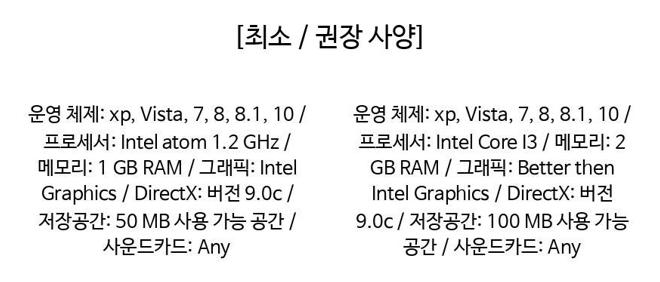 [최소 / 권장 사양]
운영 체제: xp, Vista, 7, 8, 8.1, 10 /
프로세서: Intel atom 1.2 GHz /
메모리: 1 GB RAM / 그래픽: Intel
Graphics / DirectX: 버전 9.0c /
저장공간: 50 MB 사용 가능 공간 /
사운드카드: Any
운영 체제: xp, Vista, 7, 8, 8.1, 10 /
프로세서: Intel Core I3 / 메모리: 2
GB RAM / 그래픽: Better then
Intel Graphics / DirectX: 버전
9.0c / 저장공간: 100 MB 사용 가능
공간 / 사운드카드: Any